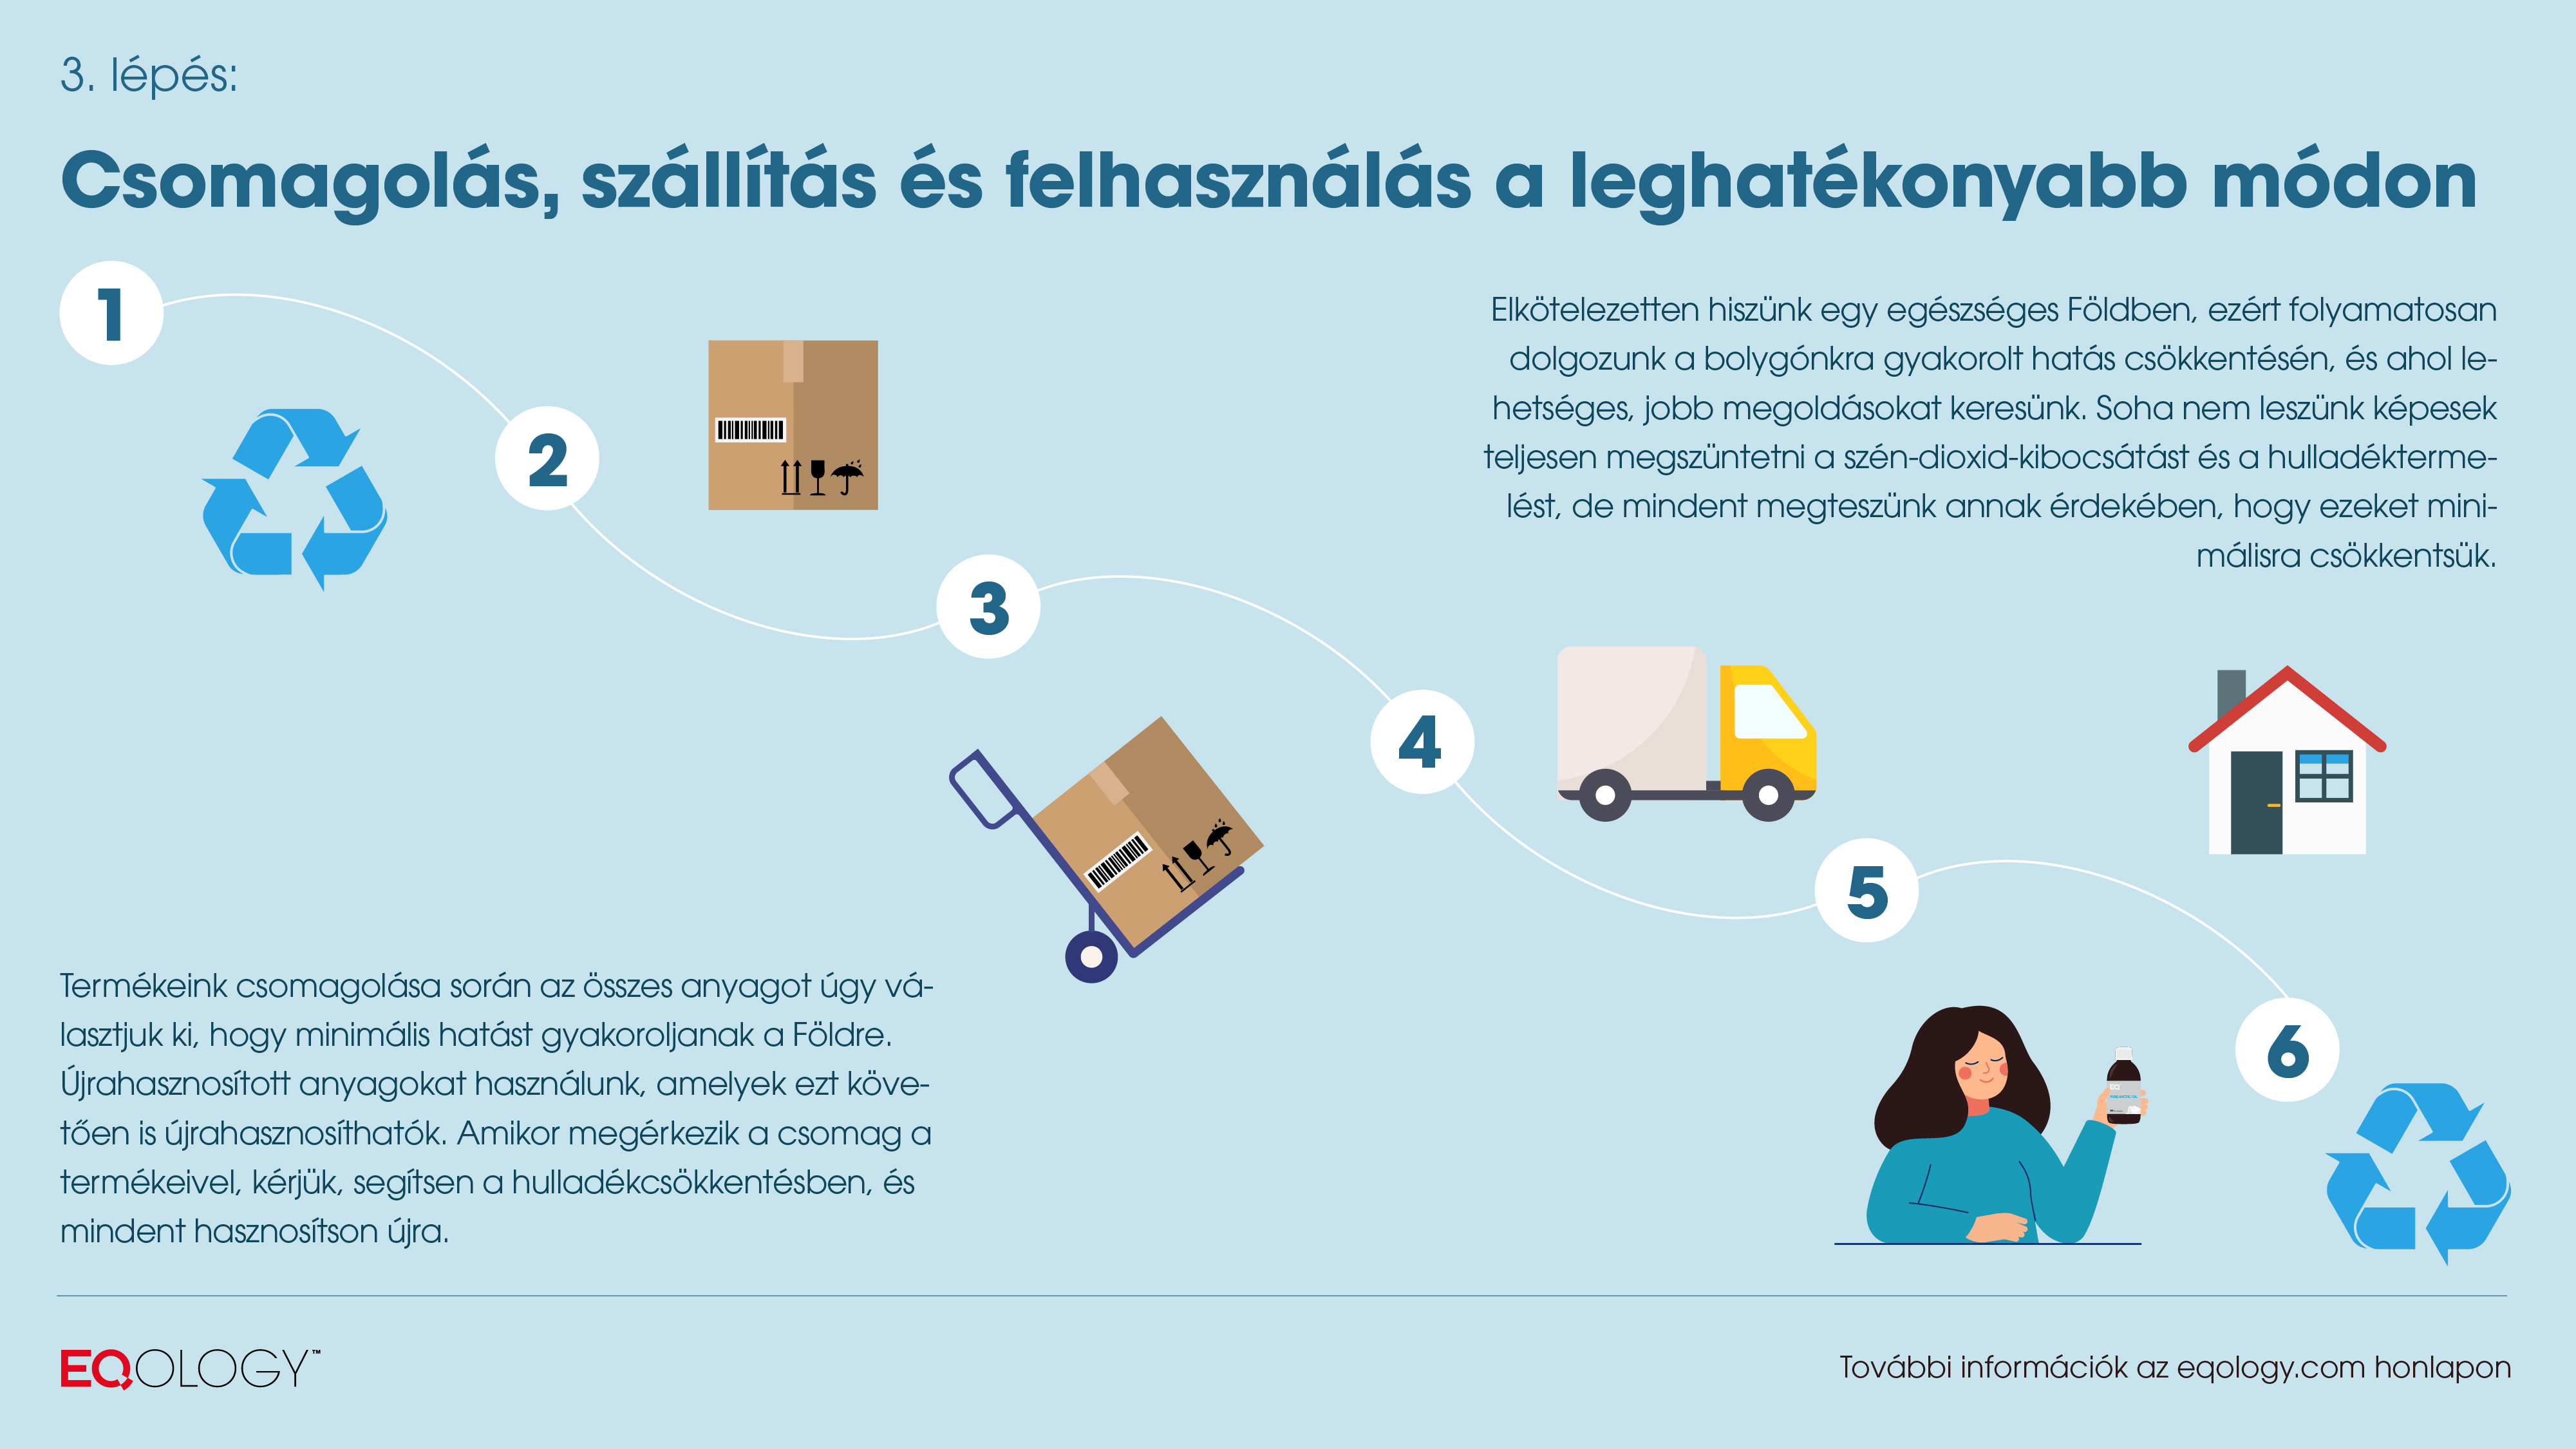 3. lépés:
Csomagolás, szállítás és felhasználás a leghatékonyabb módon
1
2
3
4
5
6
Elkötelezetten hiszünk egy egészséges Földben, ezért folyamatosan
dolgozunk a bolygónkra gyakorolt hatás csökkentésén, és ahol le-
hetséges, jobb megoldásokat keresünk. Soha nem leszünk képesek
teljesen megszüntetni a szén-dioxid-kibocsátást és a hulladékterme-
lést, de mindent megteszünk annak érdekében, hogy ezeket mini-
málisra csökkentsük.
Termékeink csomagolása során az összes anyagot úgy vá-
lasztjuk ki, hogy minimális hatást gyakoroljanak a Földre.
Újrahasznosított anyagokat használunk, amelyek ezt köve-
tően is újrahasznosíthatók. Amikor megérkezik a csomag a
termékeivel, kérjük, segítsen a hulladékcsökkentésben, és
mindent hasznosítson újra.
EQ
EQOLOGY™
További információk az eqology.com honlapon